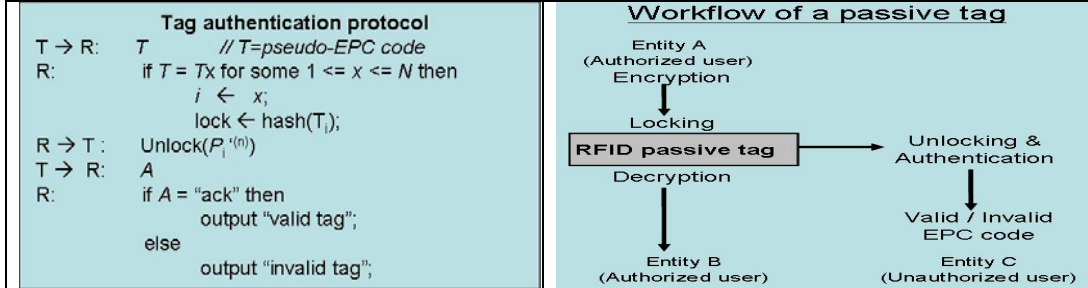 Tag authentication protocol
T → R: T // T=pseudo-EPC code
R: if T = Tx for some 1 <= x <= N then
i ← x;
lock ← hash(Ti);
R → T : Unlock(Pi'(n))
T → R: A
R: if A = “ack” then
output “valid tag”;
else
output “invalid tag”;
Workflow of a passive tag
Entity A
(Authorized user)
Encryption
Locking
RFID passive tag
Decryption
Entity B
(Authorized user)
Unlocking &
Authentication
Valid / Invalid
EPC code
Entity C
(Unauthorized user)